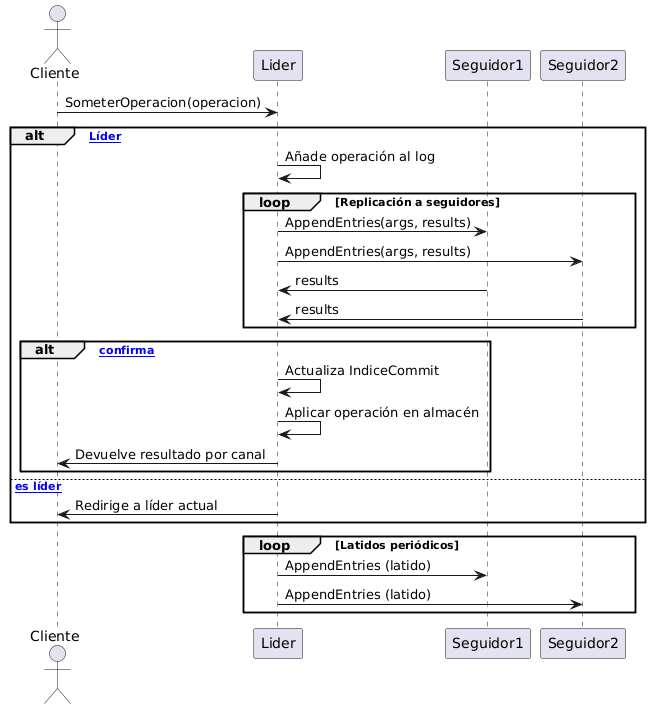 Cliente
Lider
Seguidor1
Seguidor2
SometerOperacion(operacion)
alt
Líder
Añade operación al log
loop
[Replicación a seguidores]
AppendEntries(args, results)
AppendEntries(args, results)
results
results
alt
confirma
Actualiza IndiceCommit
Aplicar operación en almacén
Devuelve resultado por canal
es líder
Redirige a líder actual
loop
[Latidos periódicos]
AppendEntries (latido)
AppendEntries (latido)
Cliente
Lider
Seguidor1
Seguidor2